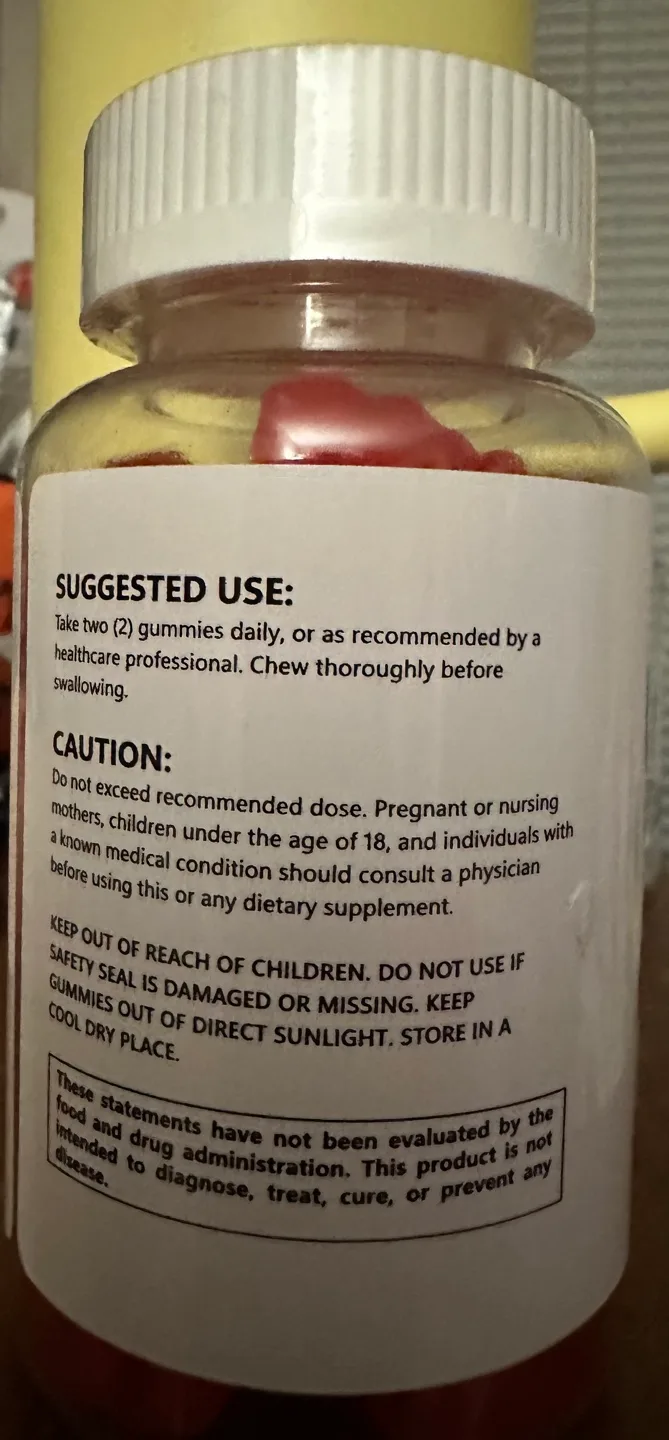 SUGGESTED USE:
Take two (2) gummies daily, or as recommended by a
healthcare professional. Chew thoroughly before
swallowing.
CAUTION:
Do not exceed recommended dose. Pregnant or nursing
mothers, children under the age of 18, and individuals with
a known medical condition should consult a physician
before using this or any dietary supplement.
KEEP OUT OF REACH OF CHILDREN. DO NOT USE IF
SAFETY SEAL IS DAMAGED OR MISSING. KEEP
GUMMIES OUT OF DIRECT SUNLIGHT. STORE IN A
COOL DRY PLACE.
These statements have not been evaluated by the
food and drug administration. This product is not
intended to diagnose, treat, cure, or prevent any
disease.